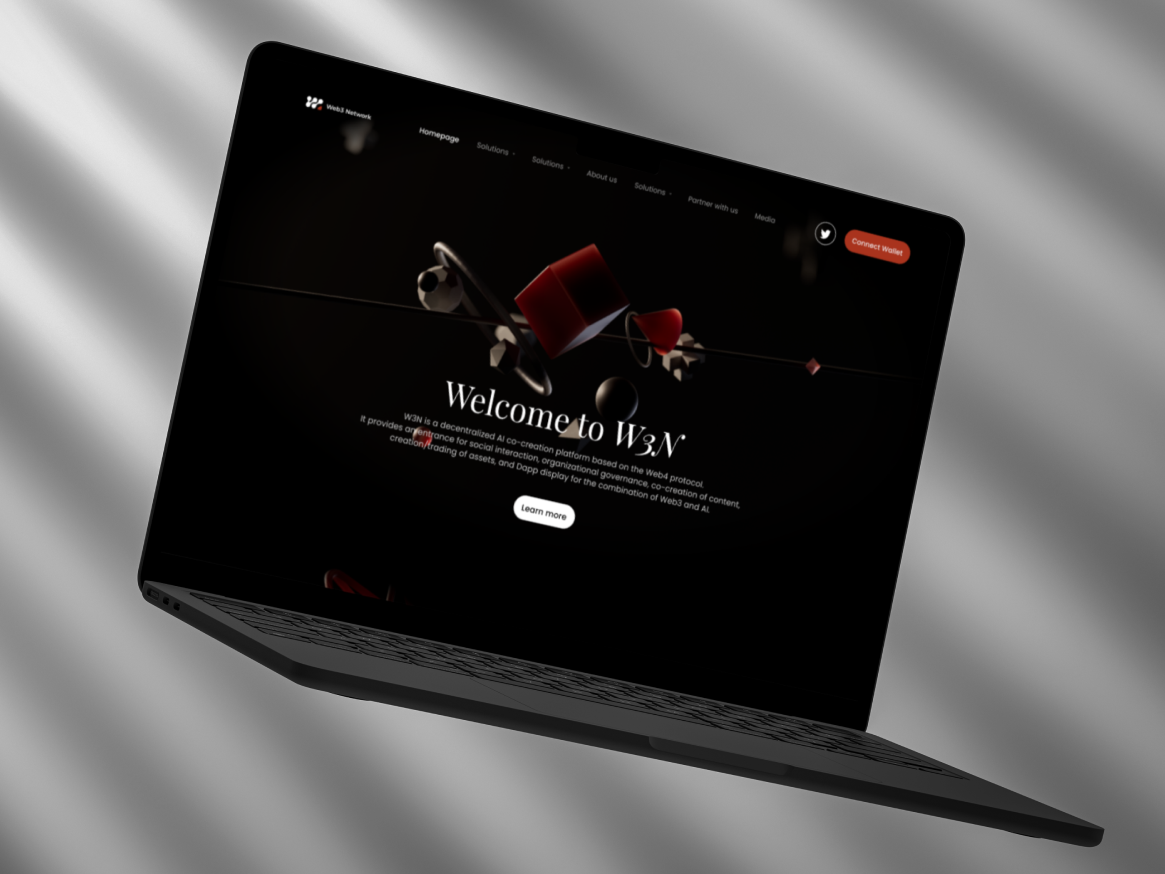 Web3 Network
Homepage
Solutions
Solutions
About us
Solutions
Partner with us
Media
Connect Wallet
Welcome to W3N
W3N is a decentralized AI co-creation platform based on the Web4 protocol.
It provides an entrance for social interaction, organizational governance, co-creation of content,
creation/trading of assets, and Dapp display for the combination of Web3 and AI.
Learn more